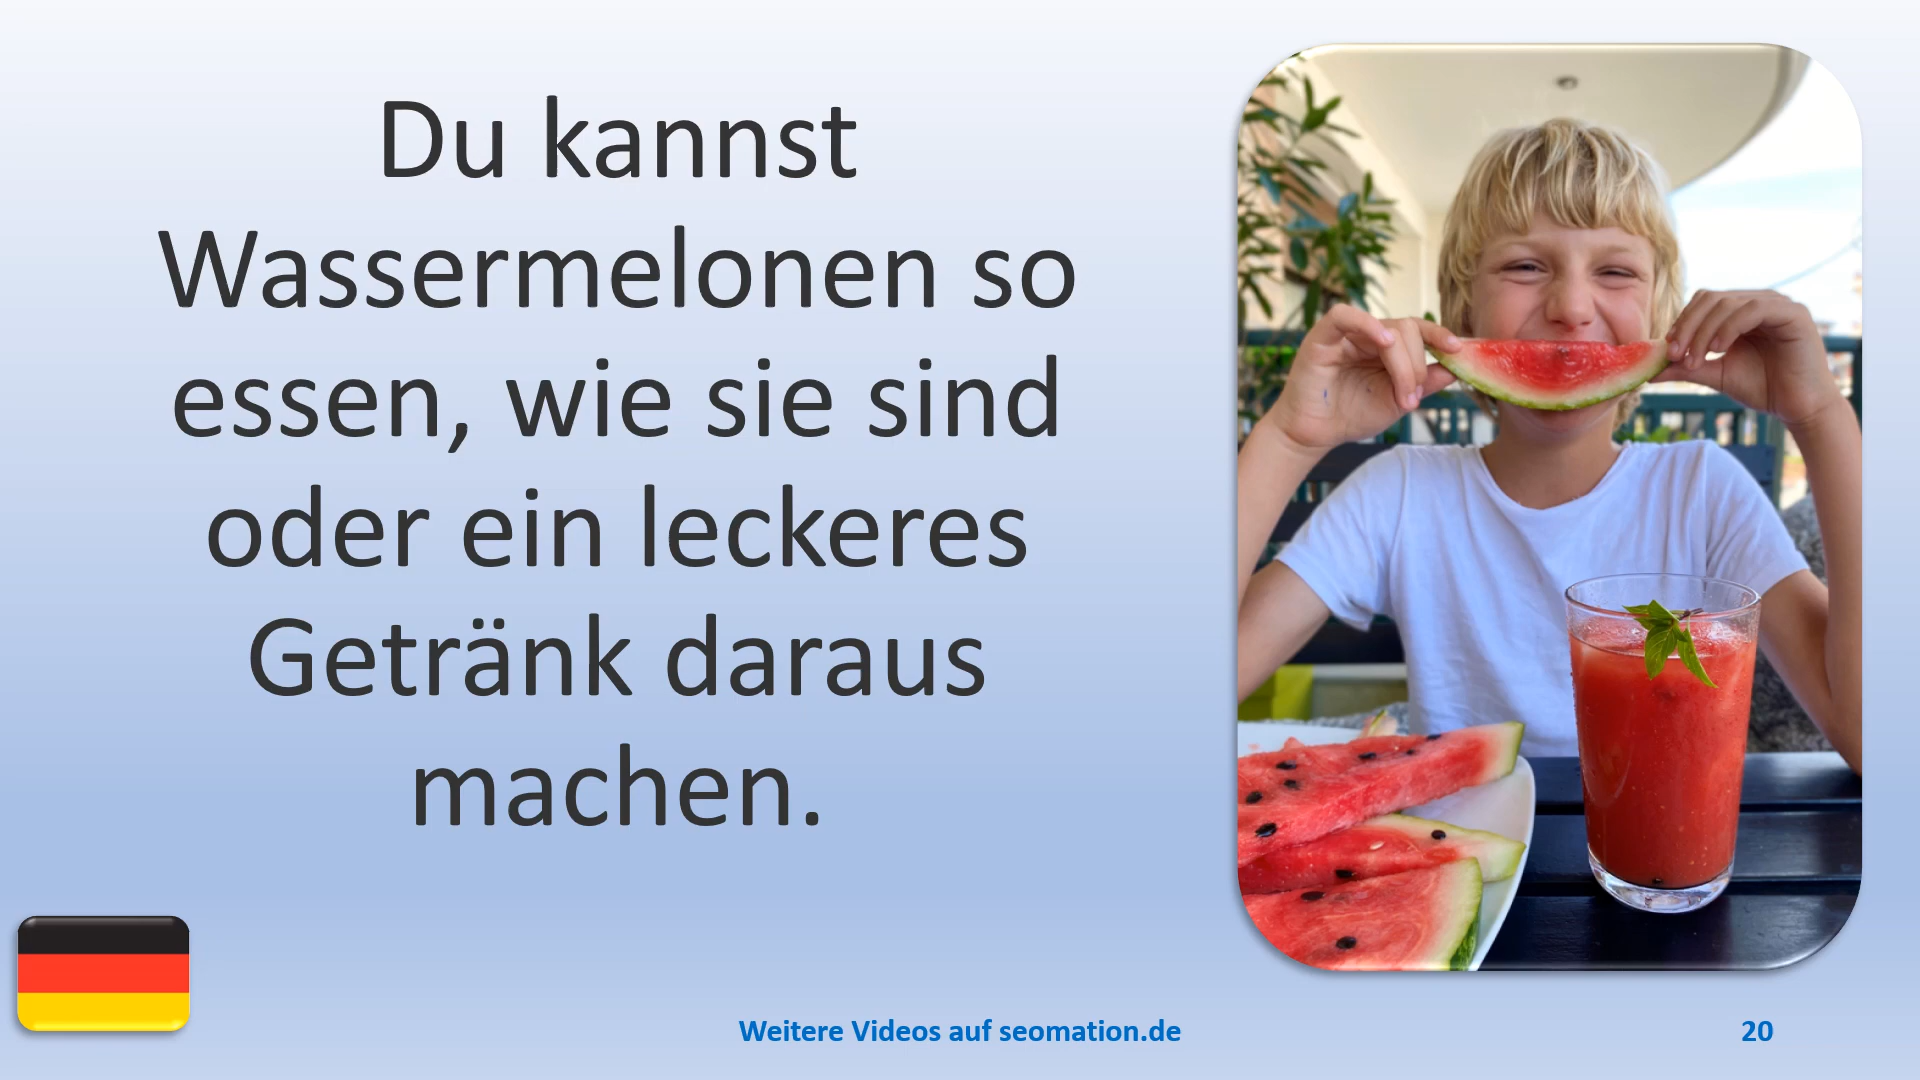 Du kannst
Wassermelonen so
essen, wie sie sind
oder ein leckeres
Getränk daraus
machen.
Weitere Videos auf seomation.de
20